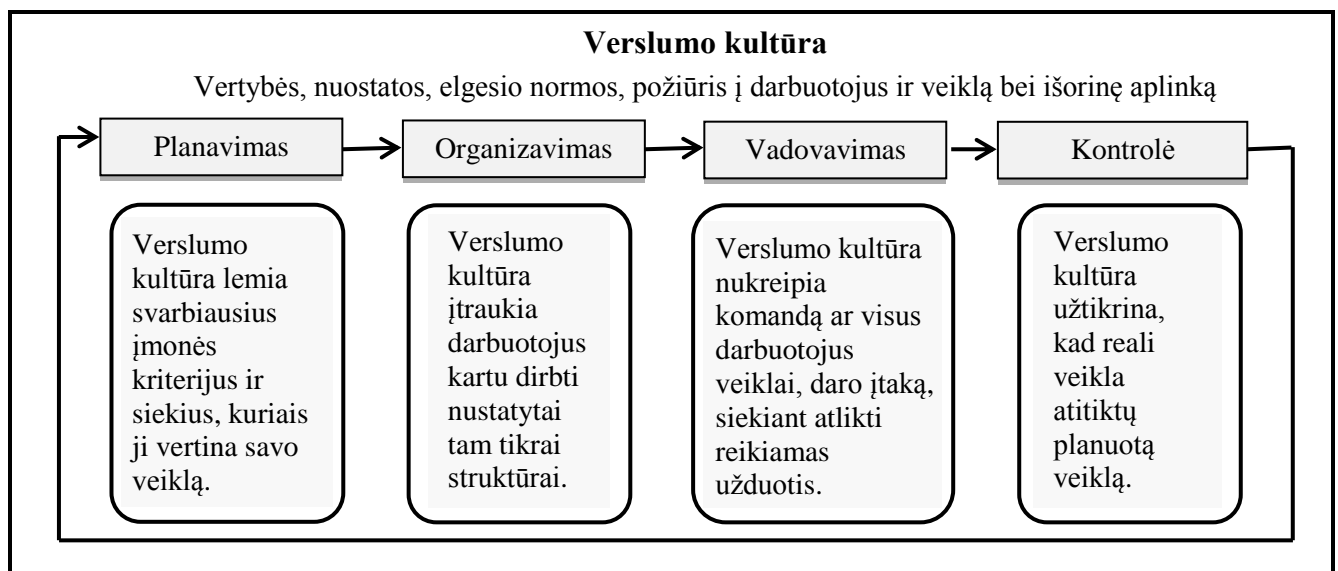 Verslumo kultūra
Vertybės, nuostatos, elgesio normos, požiūris į darbuotojus ir veiklą bei išorinę aplinką
Planavimas
Organizavimas
Vadovavimas
Kontrolė
Verslumo
kultūra lemia
svarbiausius
įmonės
kriterijus ir
siekius, kuriais
ji vertina savo
veiklą.
Verslumo
kultūra
įtraukia
darbuotojus
kartu dirbti
nustatytai
tam tikrai
struktūrai.
Verslumo kultūra
nukreipia
komandą ar visus
darbuotojus
veiklai, daro įtaką,
siekiant atlikti
reikiamas
užduotis.
Verslumo
kultūra
užtikrina,
kad reali
veikla
atitiktų
planuotą
veiklą.